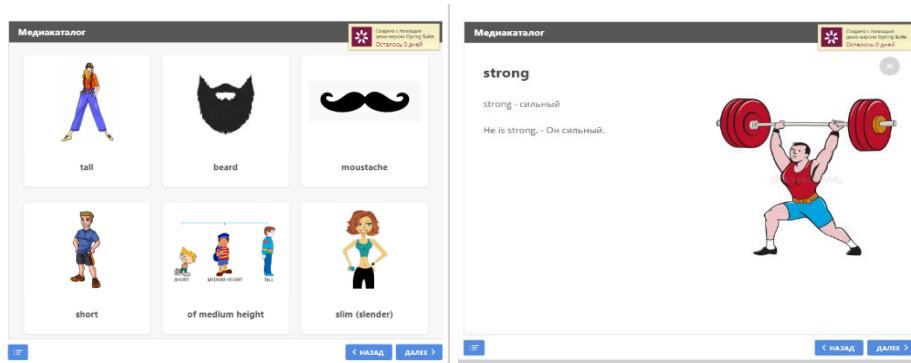 Медиакаталог
Создано с помощью
демо-версии iSpring Suite
Осталось 0 дней
tall
beard
moustache
SHORT
MEDIUM HEIGHT
TALL
short
of medium height
slim (slender)
НАЗАД
ДАЛЕЕ
Медиакаталог
Создано с помощью
демо-версии iSpring Suite
Осталось 0 дней
strong
strong - сильный
He is strong. - Он сильный.
НАЗАД
ДАЛЕЕ